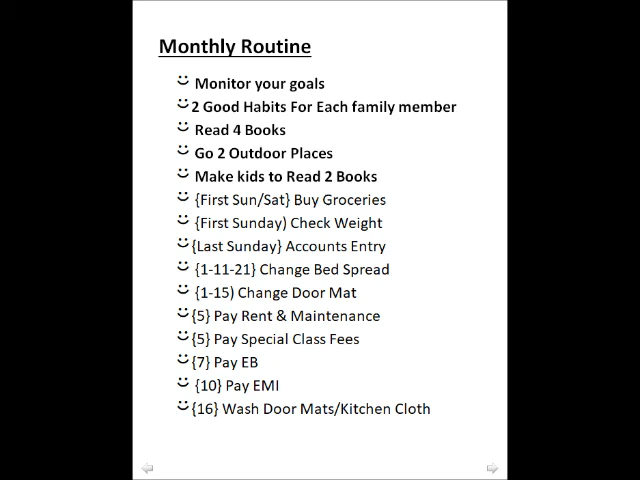 Monthly Routine
Monitor your goals
2 Good Habits For Each family member
Read 4 Books
Go 2 Outdoor Places
Make kids to Read 2 Books
{First Sun/Sat} Buy Groceries
{First Sunday) Check Weight
{Last Sunday} Accounts Entry
{1-11-21} Change Bed Spread
{1-15) Change Door Mat
{5} Pay Rent & Maintenance
{5} Pay Special Class Fees
{7} Pay EB
{10} Pay EMI
{16} Wash Door Mats/Kitchen Cloth